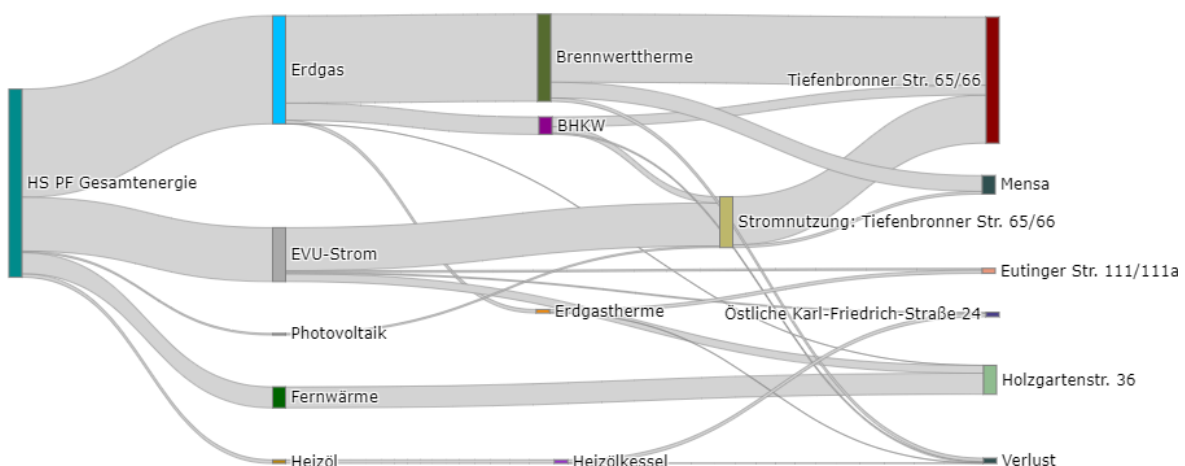 HS PF Gesamtenergie
Erdgas
EVU-Strom
Photovoltaik
Fernwärme
Heizöl
Brennwerttherme
BHKW
Erdgastherme
Heizölkessel
Stromnutzung: Tiefenbronner Str. 65/66
Tiefenbronner Str. 65/66
Mensa
Eutinger Str. 111/111a
Östliche Karl-Friedrich-Straße 24
Holzgartenstr. 36
Verlust